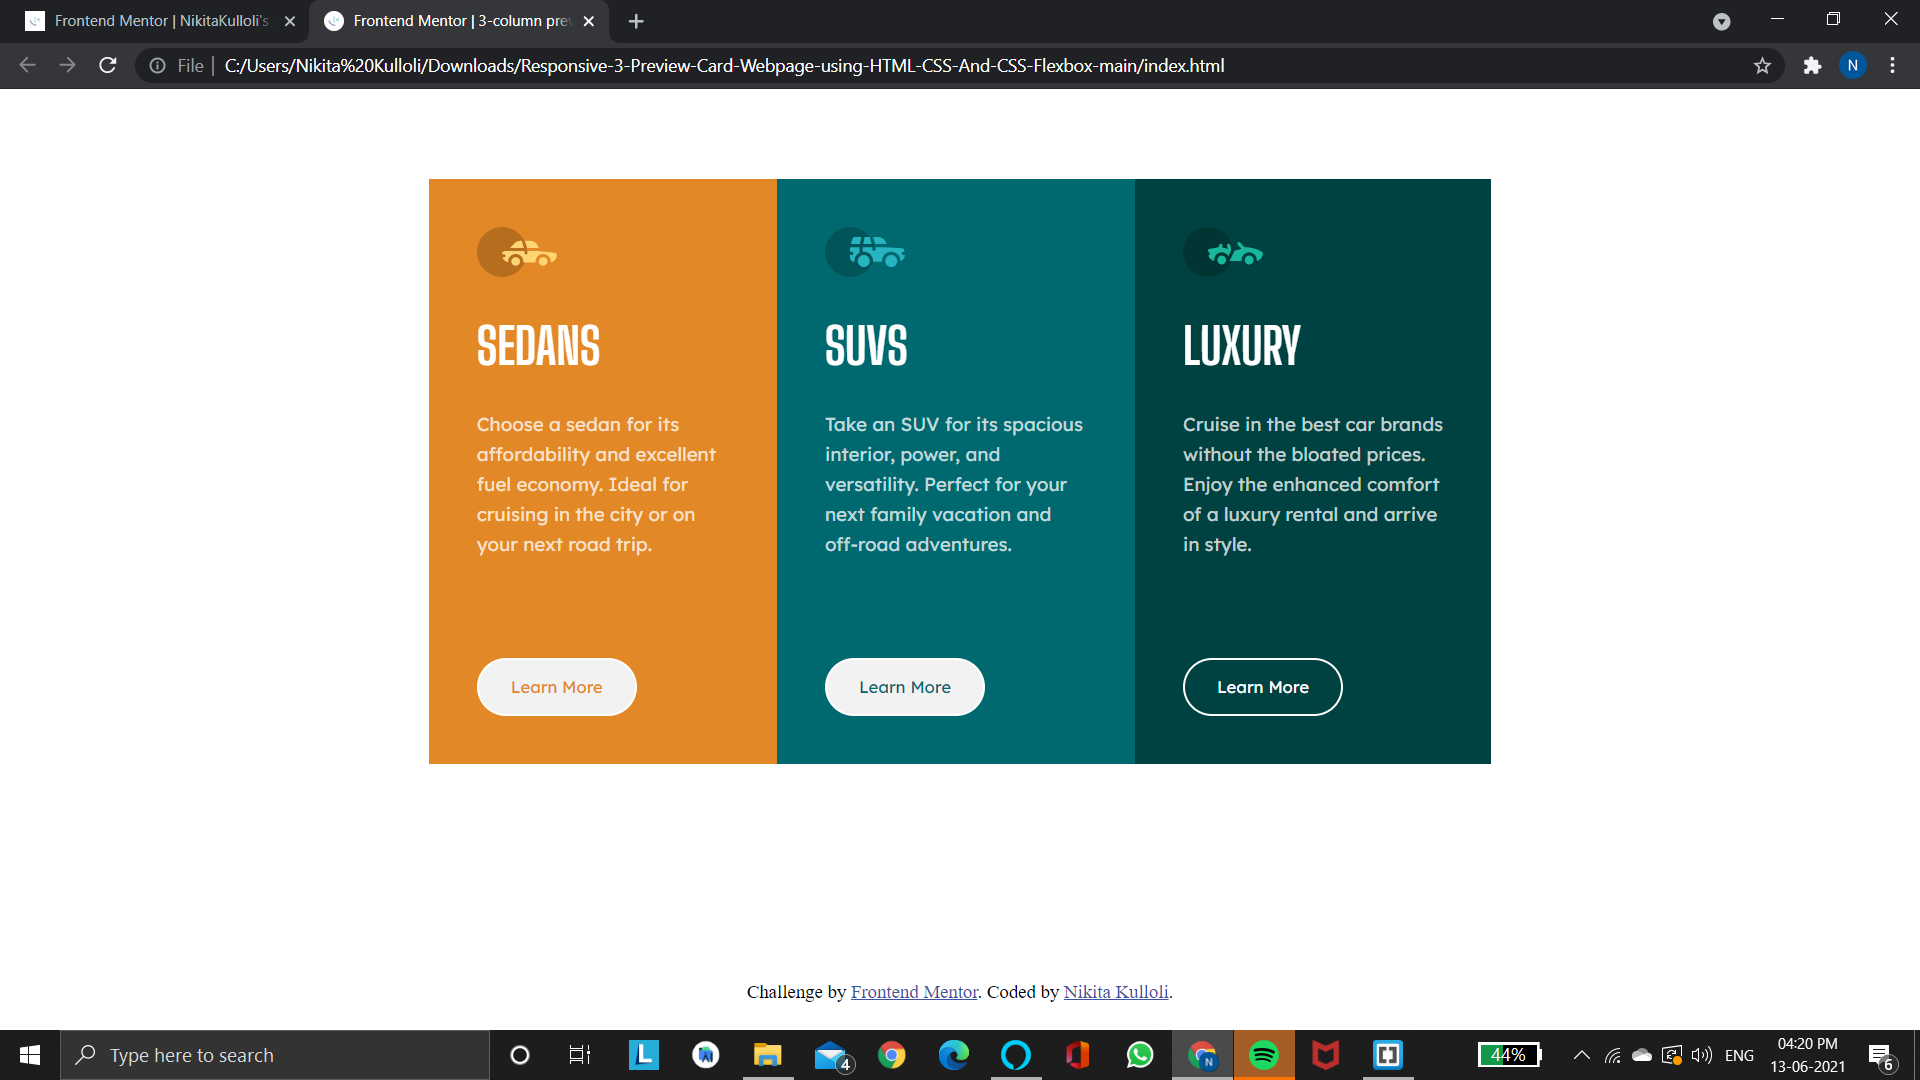 Frontend Mentor | NikitaKulloli's
Frontend Mentor | 3-column prev
File | C:/Users/Nikita%20Kulloli/Downloads/Responsive-3-Preview-Card-Webpage-using-HTML-CSS-And-CSS-Flexbox-main/index.html
N
SEDANS
Choose a sedan for its
affordability and excellent
fuel economy. Ideal for
cruising in the city or on
your next road trip.
Learn More
SUVS
Take an SUV for its spacious
interior, power, and
versatility. Perfect for your
next family vacation and
off-road adventures.
Learn More
LUXURY
Cruise in the best car brands
without the bloated prices.
Enjoy the enhanced comfort
of a luxury rental and arrive
in style.
Learn More
Challenge by Frontend Mentor. Coded by Nikita Kulloli.
Type here to search
L
4
N
44%
ENG
04:20 PM
13-06-2021
6